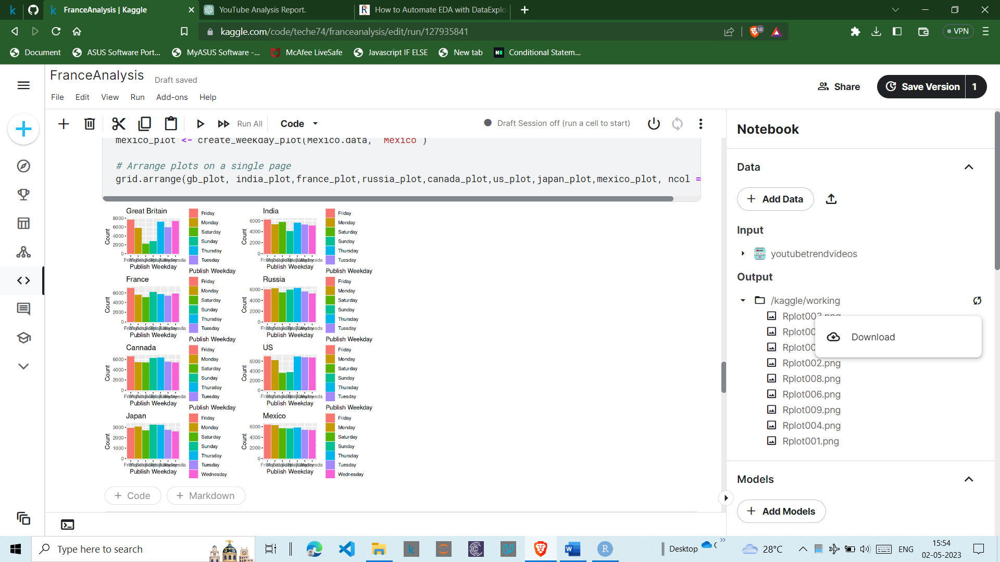 FranceAnalysis | Kaggle
YouTube Analysis Report.
How to Automate EDA with DataExplo
kaggle.com/code/teche74/franceanalysis/edit/run/127935841
10
VPN
Document
ASUS Software Port...
MyASUS Software -...
McAfee LiveSafe
Javascript IF ELSE
New tab
Conditional Statem...
FranceAnalysis
Draft saved
File Edit View Run Add-ons Help
Share
Save Version 1
Run All
Code
Draft Session off (run a cell to start)
mexico_plot <- create_weekday_plot(Mexico.data, "Mexico")
# Arrange plots on a single page
grid.arrange(gb_plot, india_plot,france_plot,russia_plot,canada_plot,us_plot,japan_plot,mexico_plot, ncol =
Great Britain
Count
8000
6000
4000
2000
0
Publish Weekday
Friday
Monday
Saturday
Sunday
Thursday
Tuesday
India
Count
6000
4000
2000
0
Publish Weekday
Friday
Monday
Saturday
Sunday
Thursday
Tuesday
France
Count
6000
4000
2000
0
Publish Weekday
Publish Weekday
Friday
Monday
Saturday
Sunday
Thursday
Tuesday
Russia
Count
6000
4000
2000
0
Publish Weekday
Publish Weekday
Friday
Monday
Saturday
Sunday
Thursday
Tuesday
Cannada
Count
6000
4000
2000
0
Publish Weekday
Publish Weekday
Friday
Monday
Saturday
Sunday
Thursday
Tuesday
US
Count
6000
4000
2000
0
Publish Weekday
Publish Weekday
Friday
Monday
Saturday
Sunday
Thursday
Tuesday
Japan
Count
3000
2000
1000
0
Publish Weekday
Publish Weekday
Friday
Monday
Saturday
Sunday
Thursday
Tuesday
Wednesday
Mexico
Count
6000
4000
2000
0
Publish Weekday
Publish Weekday
Friday
Monday
Saturday
Sunday
Thursday
Tuesday
Wednesday
+ Code
+ Markdown
Notebook
Data
Add Data
Input
youtubetrendvideos
Output
/kaggle/working
Rplot003.png
Rplot00
Rplot00
Download
Rplot002.png
Rplot008.png
Rplot006.png
Rplot009.png
Rplot004.png
Rplot001.png
Models
Add Models
Type here to search
Desktop
28°C
ENG
15:54
02-05-2023